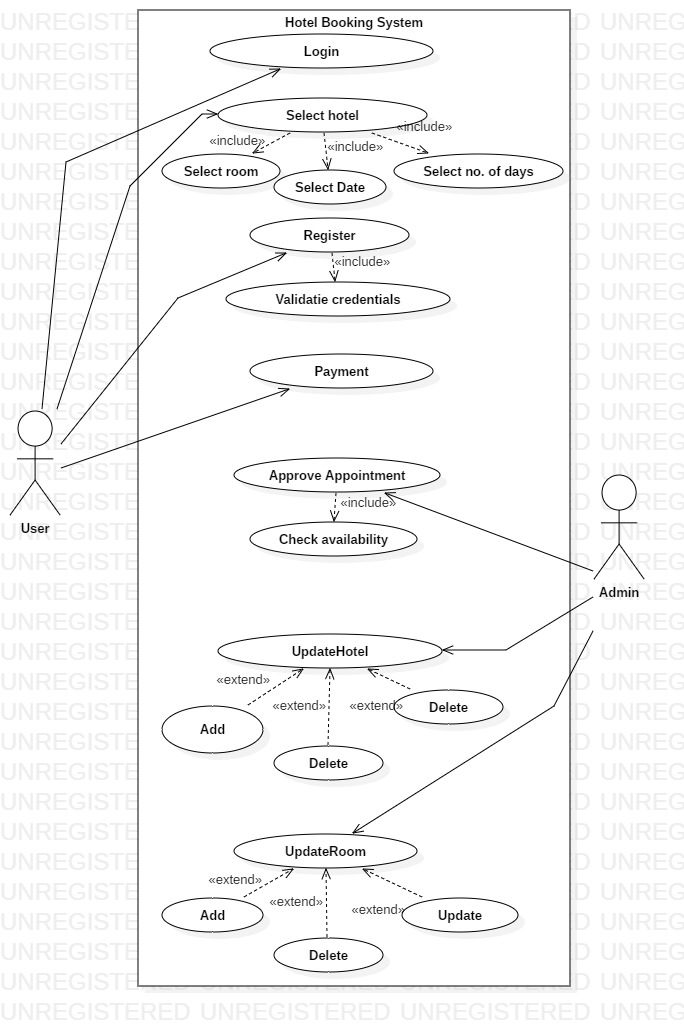 Hotel Booking System
Login
Select hotel
«include»
«include»
«include»
Select room
Select Date
Select no. of days
Register
«include»
Validatie credentials
Payment
Approve Appointment
«include»
Check availability
User
Admin
UpdateHotel
«extend»
«extend»
«extend»
Add
Delete
Delete
UpdateRoom
«extend»
«extend»
«extend»
Add
Update
Delete
UNREGISTERED UNREGISTERED UNREGISTERED UNREG